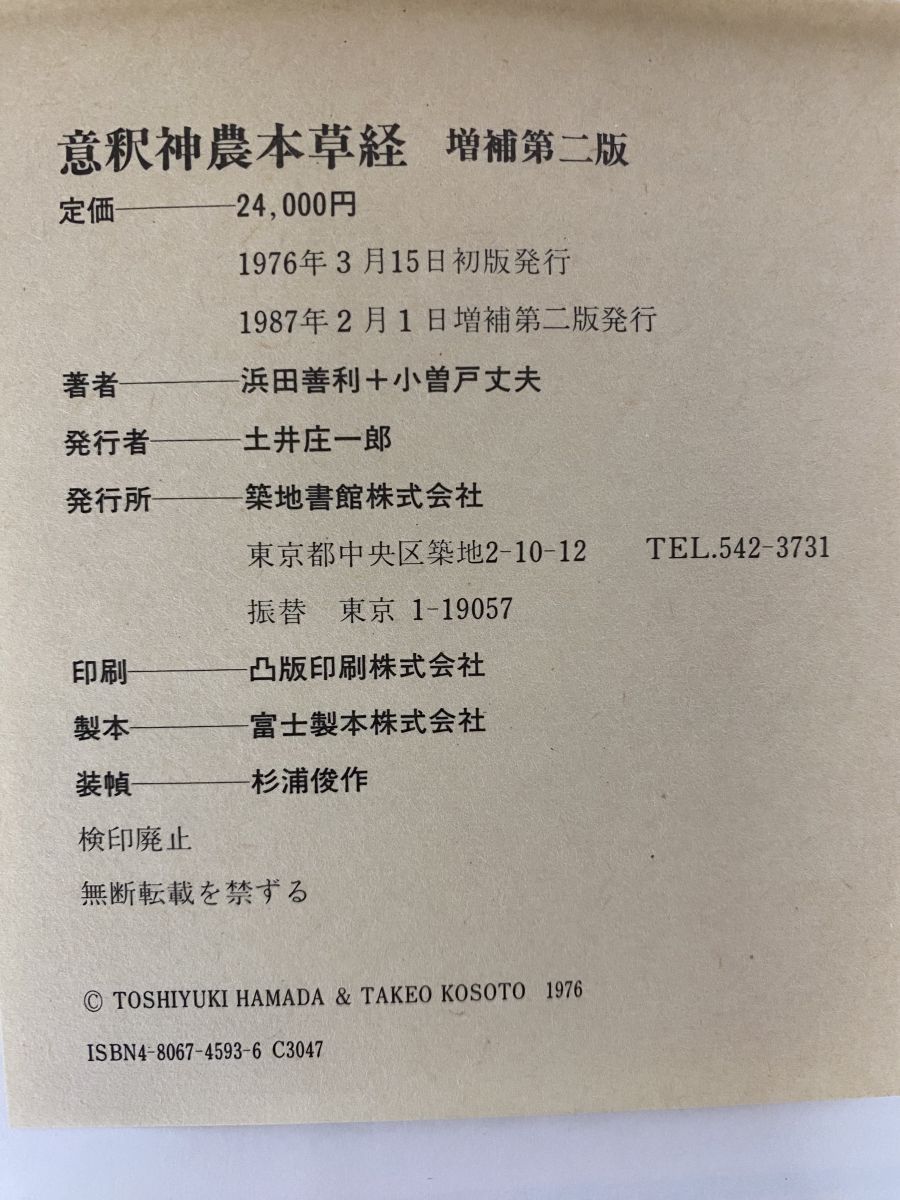 意釈神農本草経 増補第二版
定価――――24,000円
1976年3月15日初版発行
1987年2月1日増補第二版発行
著者――――浜田善利+小曽戸丈夫
発行者―――土井庄一郎
発行所―――築地書館株式会社
東京都中央区築地2-10-12 TEL.542-3731
振替 東京 1-19057
印刷――――凸版印刷株式会社
製本――――富士製本株式会社
装幀――――杉浦俊作
検印廃止
無断転載を禁ずる
© TOSHIYUKI HAMADA & TAKEO KOSOTO 1976
ISBN4-8067-4593-6 C3047